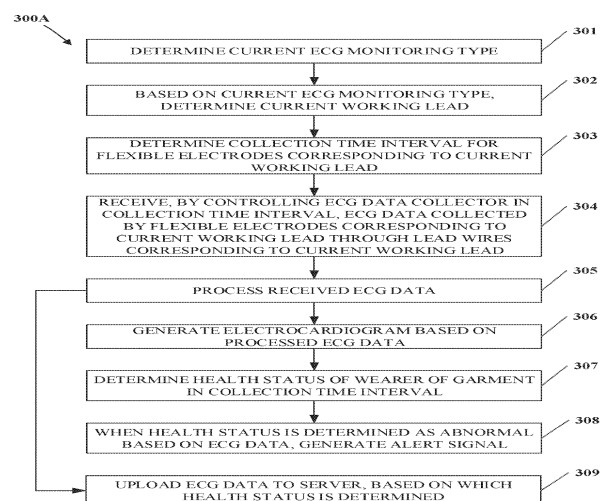 300A
301
DETERMINE CURRENT ECG MONITORING TYPE
302
BASED ON CURRENT ECG MONITORING TYPE,
DETERMINE CURRENT WORKING LEAD
303
DETERMINE COLLECTION TIME INTERVAL FOR
FLEXIBLE ELECTRODES CORRESPONDING TO CURRENT
WORKING LEAD
304
RECEIVE, BY CONTROLLING ECG DATA COLLECTOR IN
COLLECTION TIME INTERVAL, ECG DATA COLLECTED
BY FLEXIBLE ELECTRODES CORRESPONDING TO
CURRENT WORKING LEAD THROUGH LEAD WIRES
CORRESPONDING TO CURRENT WORKING LEAD
305
PROCESS RECEIVED ECG DATA
306
GENERATE ELECTROCARDIOGRAM BASED ON
PROCESSED ECG DATA
307
DETERMINE HEALTH STATUS OF WEARER OF GARMENT
IN COLLECTION TIME INTERVAL
308
WHEN HEALTH STATUS IS DETERMINED AS ABNORMAL
BASED ON ECG DATA, GENERATE ALERT SIGNAL
309
UPLOAD ECG DATA TO SERVER, BASED ON WHICH
HEALTH STATUS IS DETERMINED